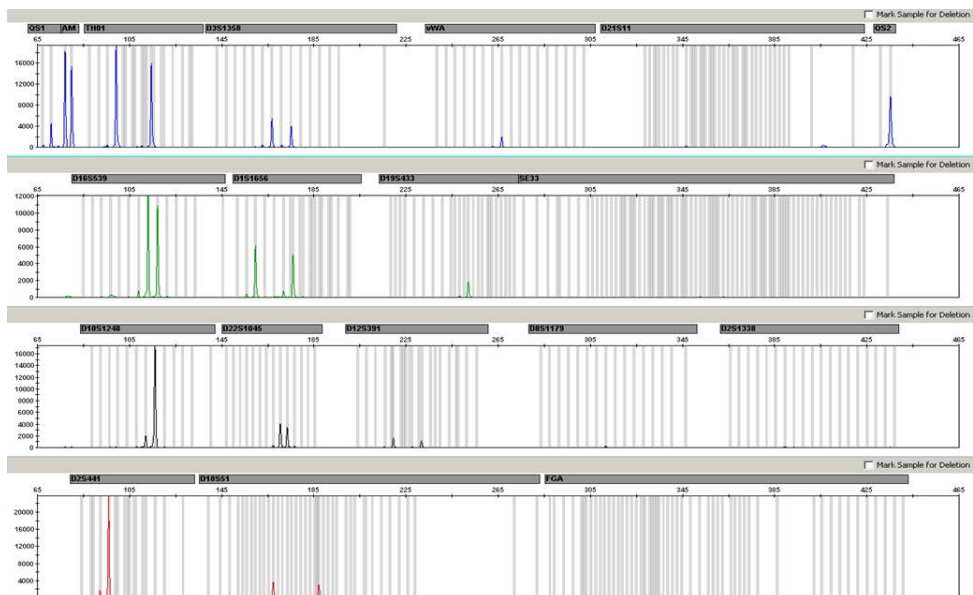 Mark Sample for Deletion
QS1 AM TH01 D3S1358 vWA D21S11 QS2
65 105 145 185 225 265 305 345 385 425 465
16000
12000
8000
4000
0
Mark Sample for Deletion
D16S539 D1S1656 D19S433 SE33
65 105 145 185 225 265 305 345 385 425 465
12000
10000
8000
6000
4000
2000
0
Mark Sample for Deletion
D10S1248 D22S1045 D12S391 D8S1179 D2S1338
65 105 145 185 225 265 305 345 385 425 465
16000
14000
12000
10000
8000
6000
4000
2000
0
Mark Sample for Deletion
D2S441 D18S51 FGA
65 105 145 185 225 265 305 345 385 425 465
20000
16000
12000
8000
4000